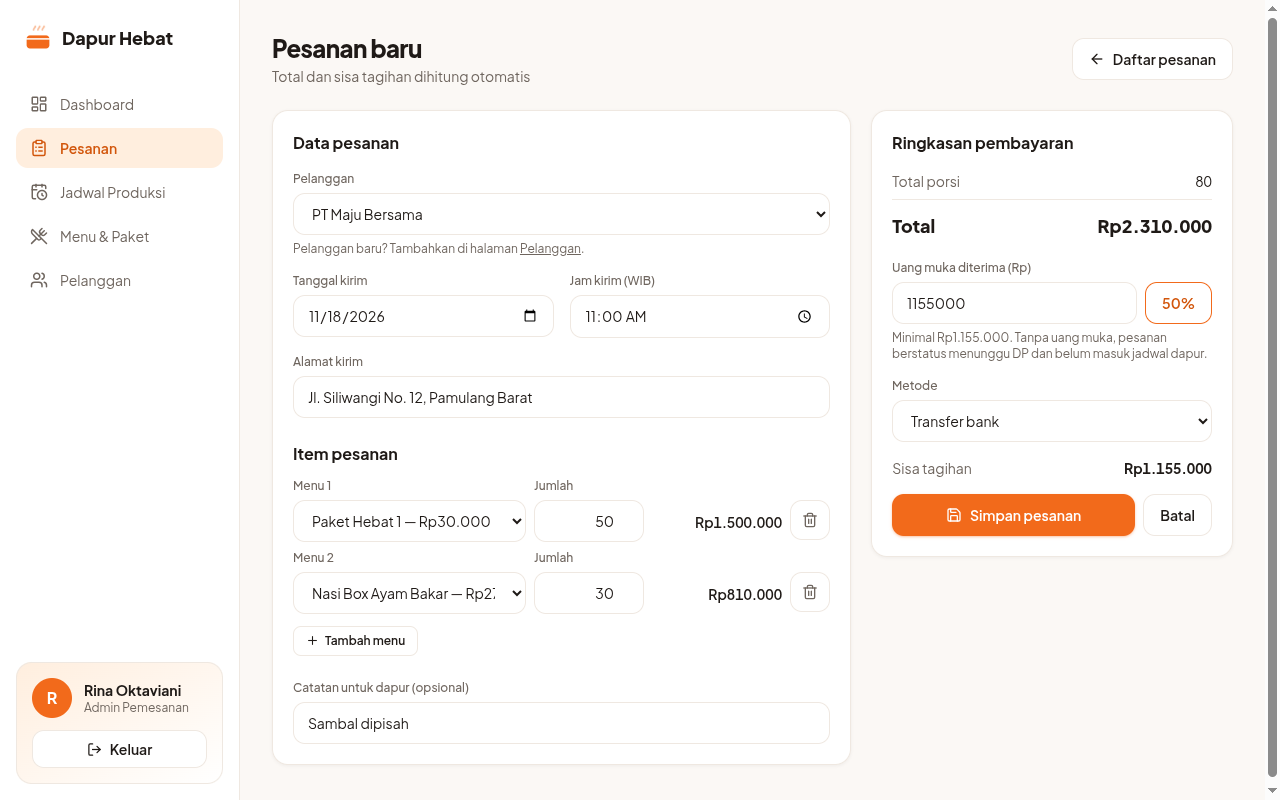 Dapur Hebat
Dashboard
Pesanan
Jadwal Produksi
Menu & Paket
Pelanggan
R
Rina Oktaviani
Admin Pemesanan
Keluar
Pesanan baru
Total dan sisa tagihan dihitung otomatis
Daftar pesanan
Data pesanan
Pelanggan
PT Maju Bersama
Pelanggan baru? Tambahkan di halaman Pelanggan.
Tanggal kirim
Jam kirim (WIB)
11/18/2026
11:00 AM
Alamat kirim
Jl. Siliwangi No. 12, Pamulang Barat
Item pesanan
Menu 1
Jumlah
Paket Hebat 1 — Rp30.000
50
Rp1.500.000
Menu 2
Jumlah
Nasi Box Ayam Bakar — Rp27
30
Rp810.000
+ Tambah menu
Catatan untuk dapur (opsional)
Sambal dipisah
Ringkasan pembayaran
Total porsi
80
Total
Rp2.310.000
Uang muka diterima (Rp)
1155000
50%
Minimal Rp1.155.000. Tanpa uang muka, pesanan
berstatus menunggu DP dan belum masuk jadwal dapur.
Metode
Transfer bank
Sisa tagihan
Rp1.155.000
Simpan pesanan
Batal